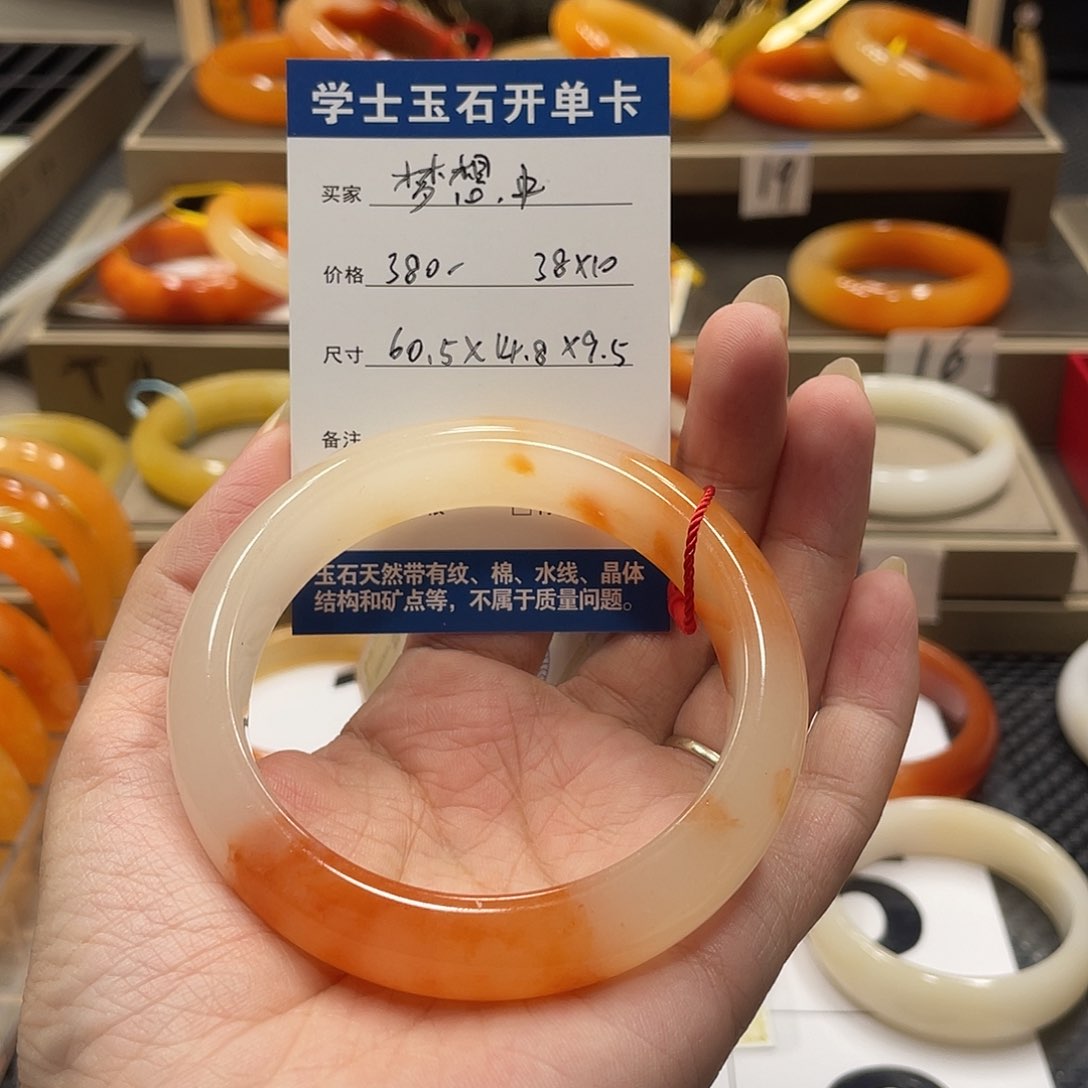 学士玉石开单卡
买家 梦想.
价格 380- 38X10
尺寸 60.5X14.8X9.5
备注
玉石天然带有纹、棉、水线、晶体
结构和矿点等，不属于质量问题。
19
16